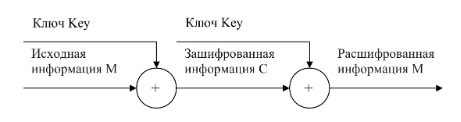 Ключ Key
Ключ Key
Исходная
информация M
Зашифрованная
информация C
Расшифрованная
информация M
+
+